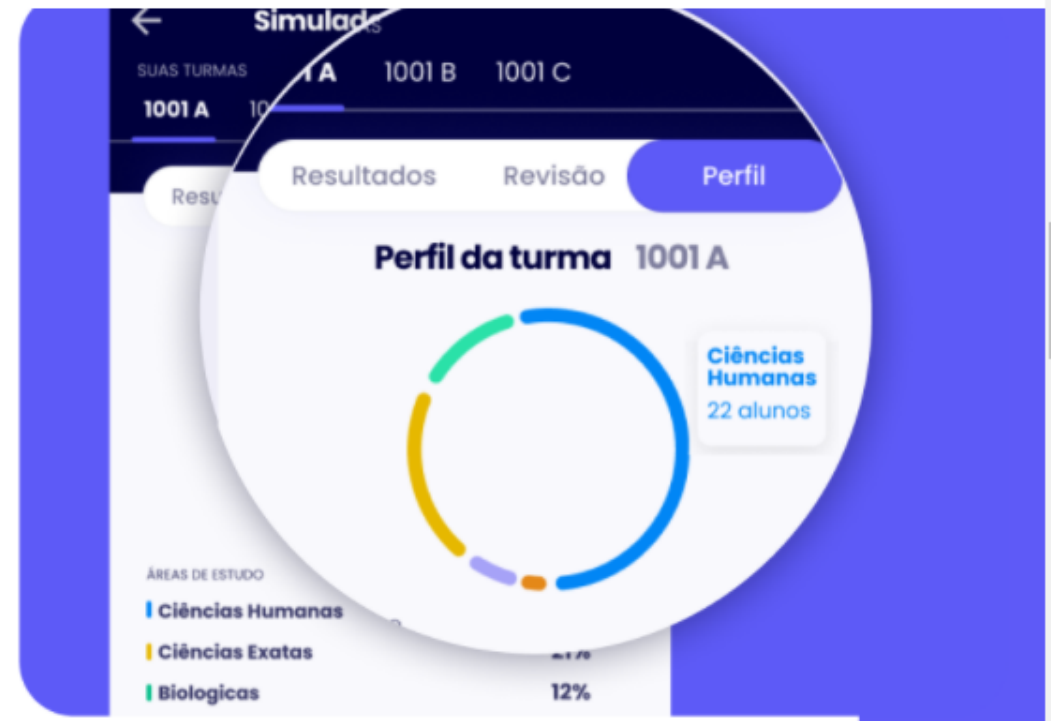 Simulad
SUAS TURMAS
1001 A
1001 B
1001 C
Resultados
Revisão
Perfil
Perfil da turma 1001 A
Ciências
Humanas
22 alunos
ÁREAS DE ESTUDO
Ciências Humanas
Ciências Exatas
Biologicas 12%